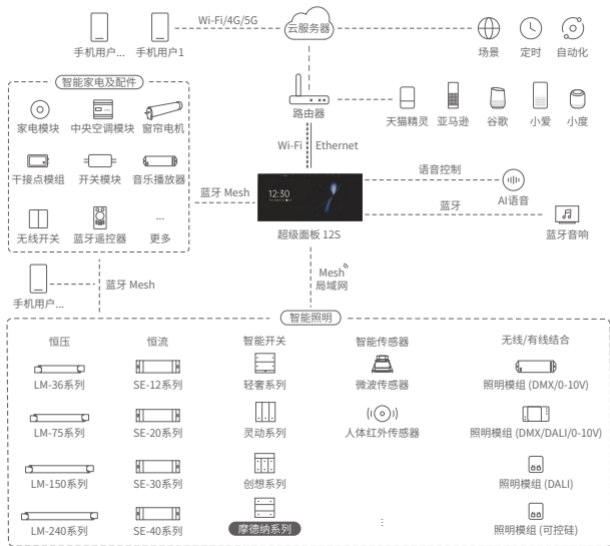 Wi-Fi/4G/5G
云服务器
手机用户... 手机用户1
场景 定时 自动化
智能家电及配件
路由器
家电模块 中央空调模块 窗帘电机
天猫精灵 亚马逊 谷歌 小爱 小度
Wi-Fi Ethernet
干接点模组 开关模块 音乐播放器
语音控制
蓝牙 Mesh
12:30
AI语音
蓝牙
无线开关 蓝牙遥控器 更多
...
超级面板 12S
蓝牙音响
蓝牙 Mesh
Mesh
局域网
手机用户...
智能照明
恒压 恒流 智能开关 智能传感器 无线/有线结合
LM-36系列 SE-12系列 轻奢系列 微波传感器 照明模组 (DMX/0-10V)
LM-75系列 SE-20系列 灵动系列 人体红外传感器 照明模组 (DMX/DALI/0-10V)
LM-150系列 SE-30系列 创想系列 照明模组 (DALI)
LM-240系列 SE-40系列 摩德纳系列 ⋮ 照明模组 (可控硅)